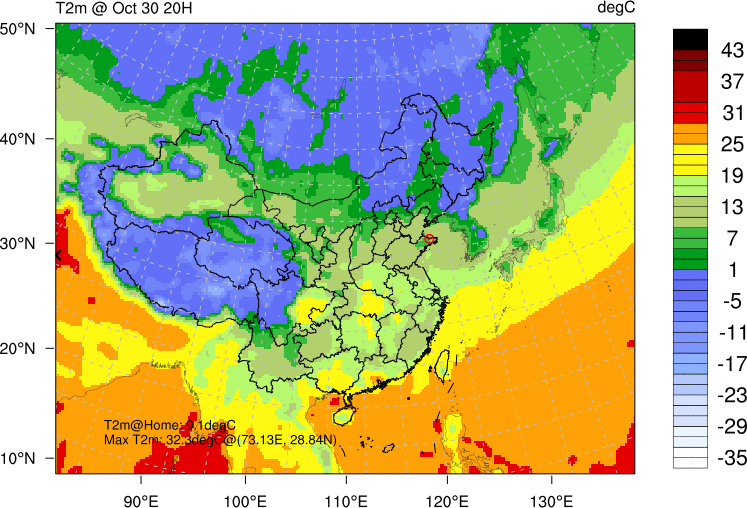 T2m @ Oct 30 20H
degC
50°N
40°N
30°N
20°N
10°N
90°E
100°E
110°E
120°E
130°E
T2m@Home: 9.1degC
Max T2m: 32.3degC@(73.13E, 28.84N)
43
37
31
25
19
13
7
1
-5
-11
-17
-23
-29
-35